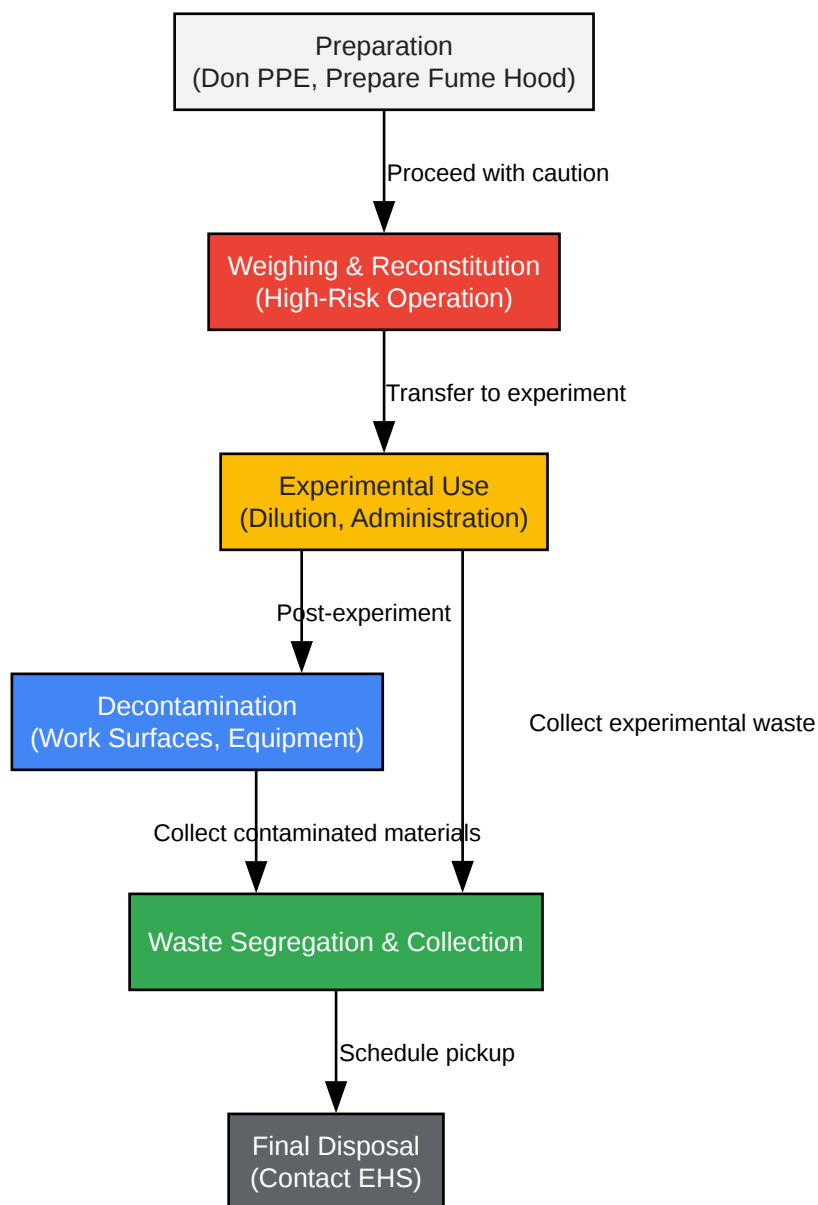 Preparation
(Don PPE, Prepare Fume Hood)
Proceed with caution
Weighing & Reconstitution
(High-Risk Operation)
Transfer to experiment
Experimental Use
(Dilution, Administration)
Post-experiment
Decontamination
(Work Surfaces, Equipment)
Collect experimental waste
Collect contaminated materials
Waste Segregation & Collection
Schedule pickup
Final Disposal
(Contact EHS)